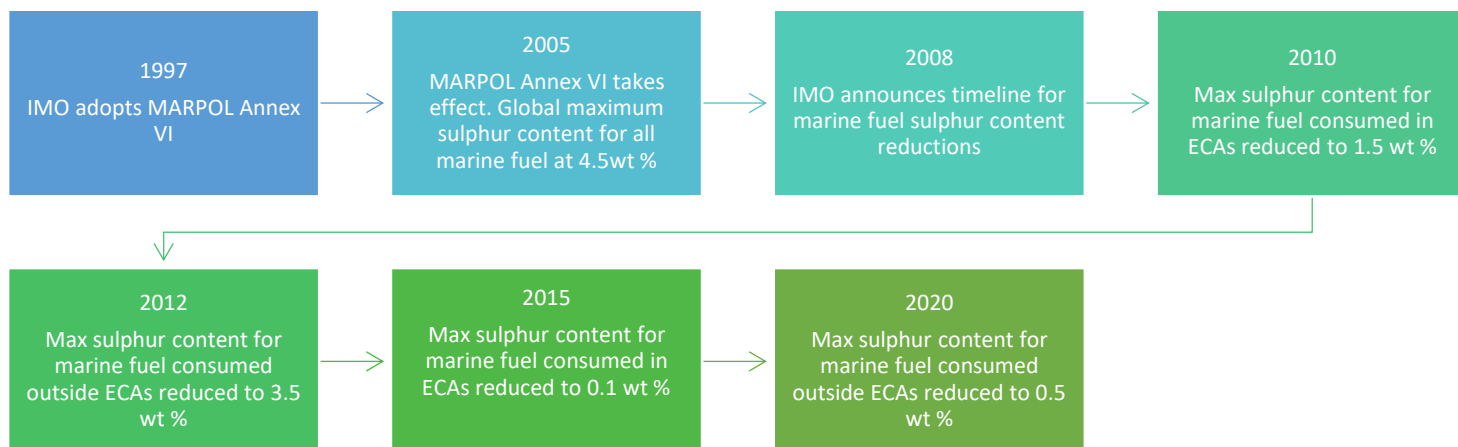 1997
IMO adopts MARPOL Annex
VI
2005
MARPOL Annex VI takes
effect. Global maximum
sulphur content for all
marine fuel at 4.5wt %
2008
IMO announces timeline for
marine fuel sulphur content
reductions
2010
Max sulphur content for
marine fuel consumed in
ECAs reduced to 1.5 wt %
2012
Max sulphur content for
marine fuel consumed
outside ECAs reduced to 3.5
wt %
2015
Max sulphur content for
marine fuel consumed in
ECAs reduced to 0.1 wt %
2020
Max sulphur content for
marine fuel consumed
outside ECAs reduced to 0.5
wt %